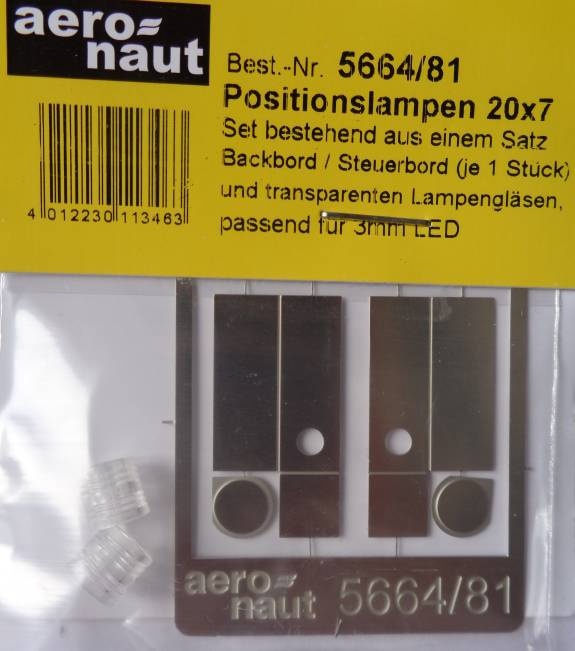 aero=
naut
Best.-Nr. 5664/81
Positionslampen 20x7
Set bestehend aus einem Satz
Backbord / Steuerbord (je 1 Stück)
und transparenten Lampengläsern,
passend für 3mm LED
4 012230 113463
aero=
naut 5664/81